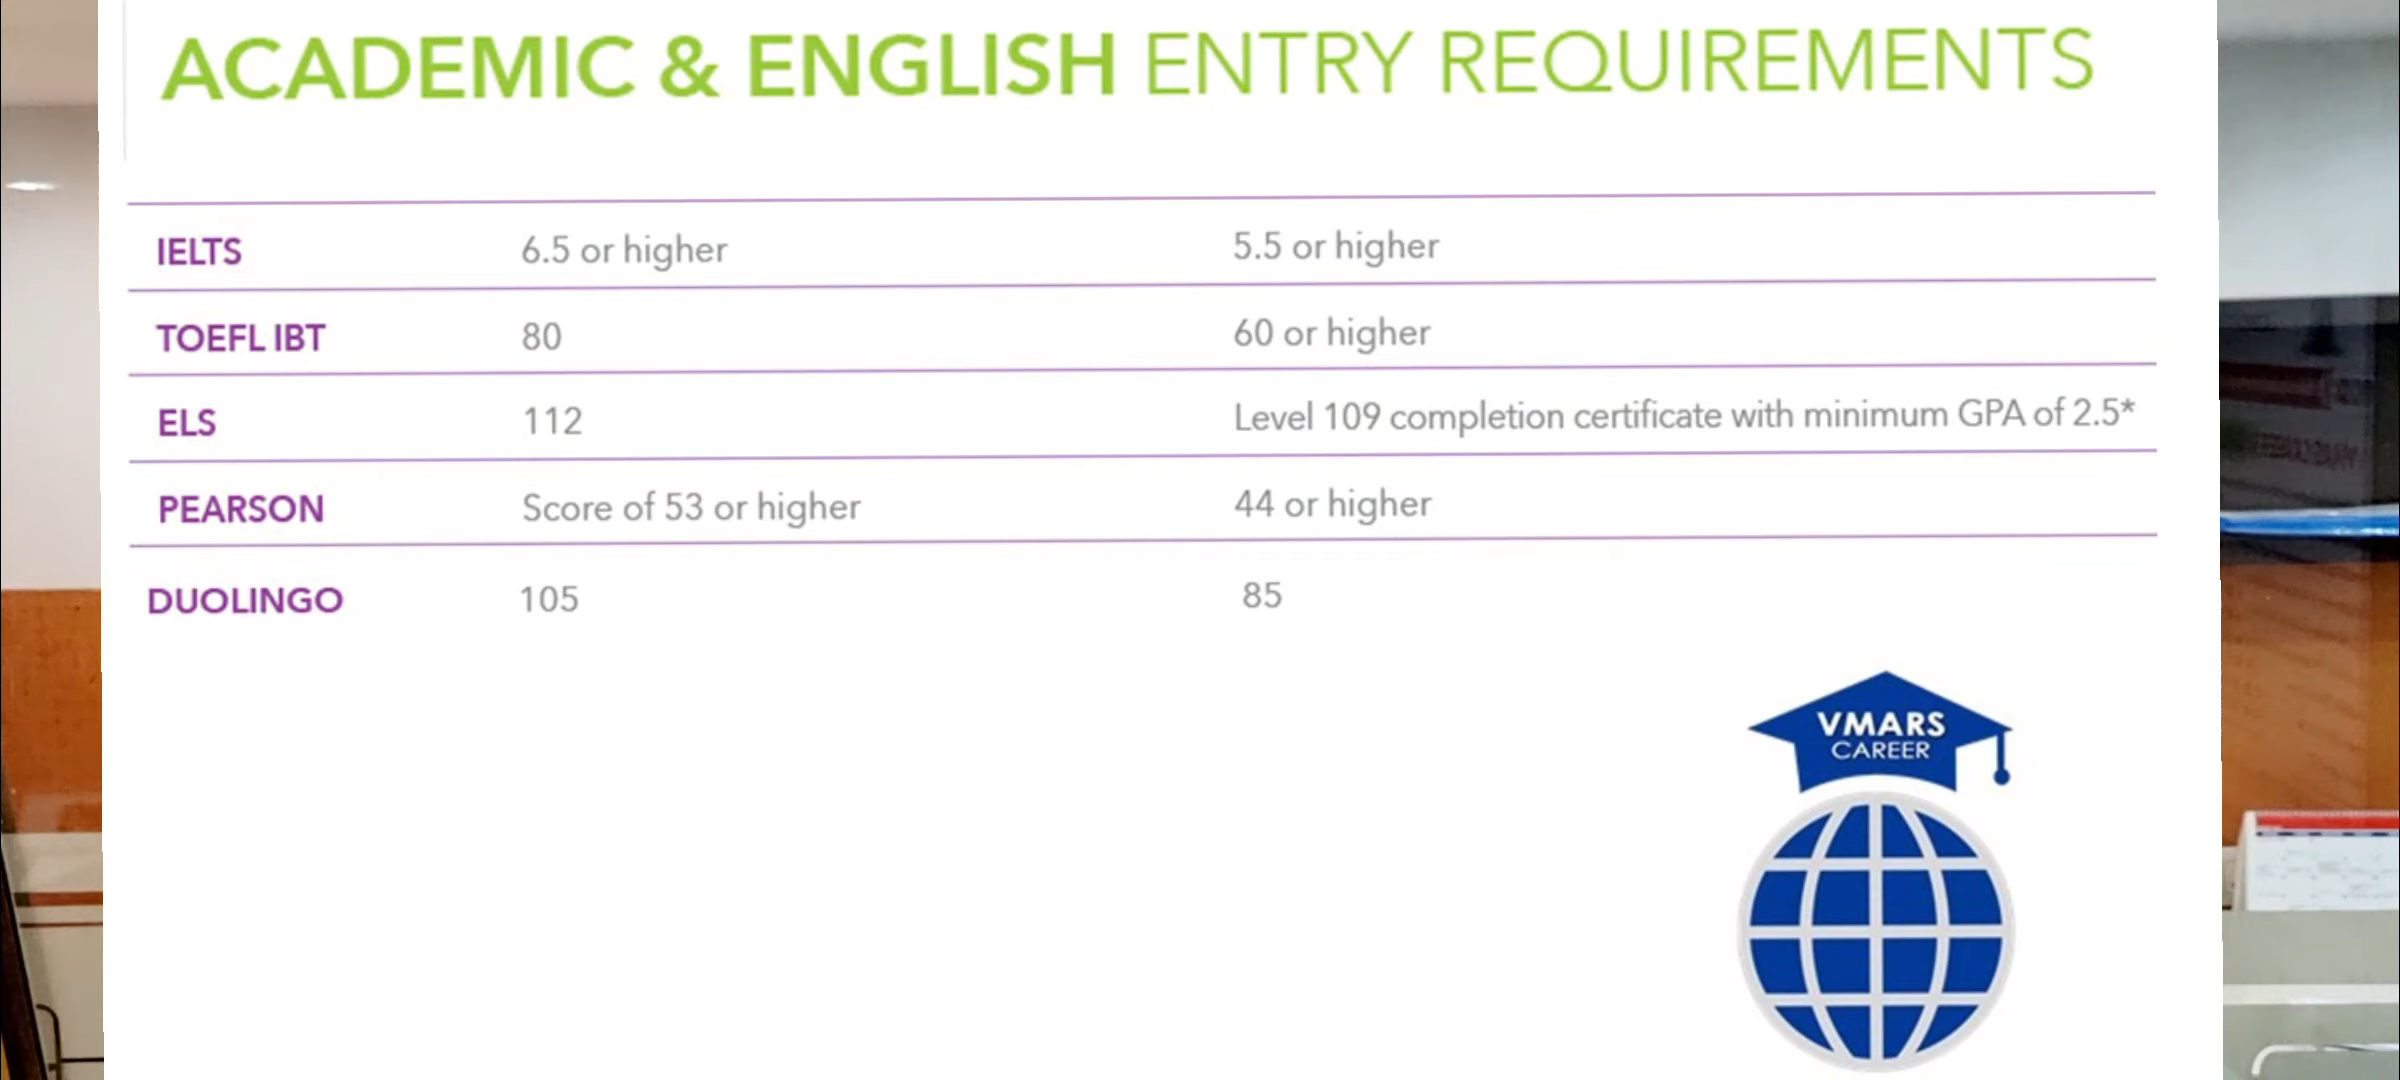 ACADEMIC & ENGLISH ENTRY REQUIREMENTS
IELTS 6.5 or higher 5.5 or higher
TOEFL IBT 80 60 or higher
ELS 112 Level 109 completion certificate with minimum GPA of 2.5*
PEARSON Score of 53 or higher 44 or higher
DUOLINGO 105 85
VMARS
CAREER